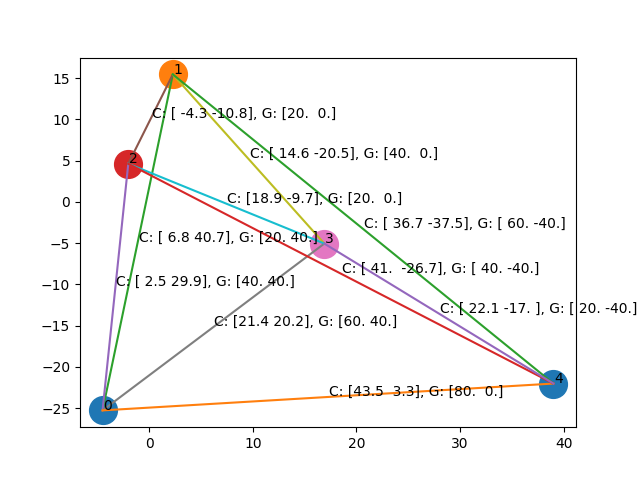 15
10
5
0
−5
−10
−15
−20
−25
1
C: [ -4.3 -10.8], G: [20.  0.]
C: [ 14.6 -20.5], G: [40.  0.]
2
C: [18.9 -9.7], G: [20.  0.]
C: [ 36.7 -37.5], G: [ 60. -40.]
C: [ 6.8 40.7], G: [20. 40.]
3
C: [ 41.  -26.7], G: [ 40. -40.]
C: [ 2.5 29.9], G: [40. 40.]
C: [ 22.1 -17. ], G: [ 20. -40.]
C: [21.4 20.2], G: [60. 40.]
4
C: [43.5  3.3], G: [80.  0.]
0
0
10
20
30
40